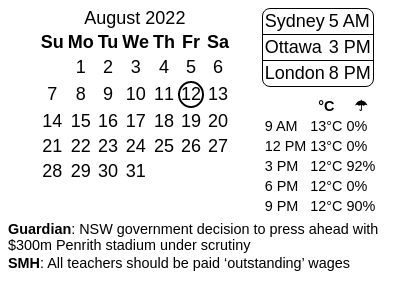 August 2022
Su Mo Tu We Th Fr Sa
1 2 3 4 5 6
7 8 9 10 11 12 13
14 15 16 17 18 19 20
21 22 23 24 25 26 27
28 29 30 31
Sydney 5 AM
Ottawa 3 PM
London 8 PM
°C ☂
9 AM 13°C 0%
12 PM 13°C 0%
3 PM 12°C 92%
6 PM 12°C 0%
9 PM 12°C 90%
Guardian: NSW government decision to press ahead with
$300m Penrith stadium under scrutiny
SMH: All teachers should be paid ‘outstanding’ wages